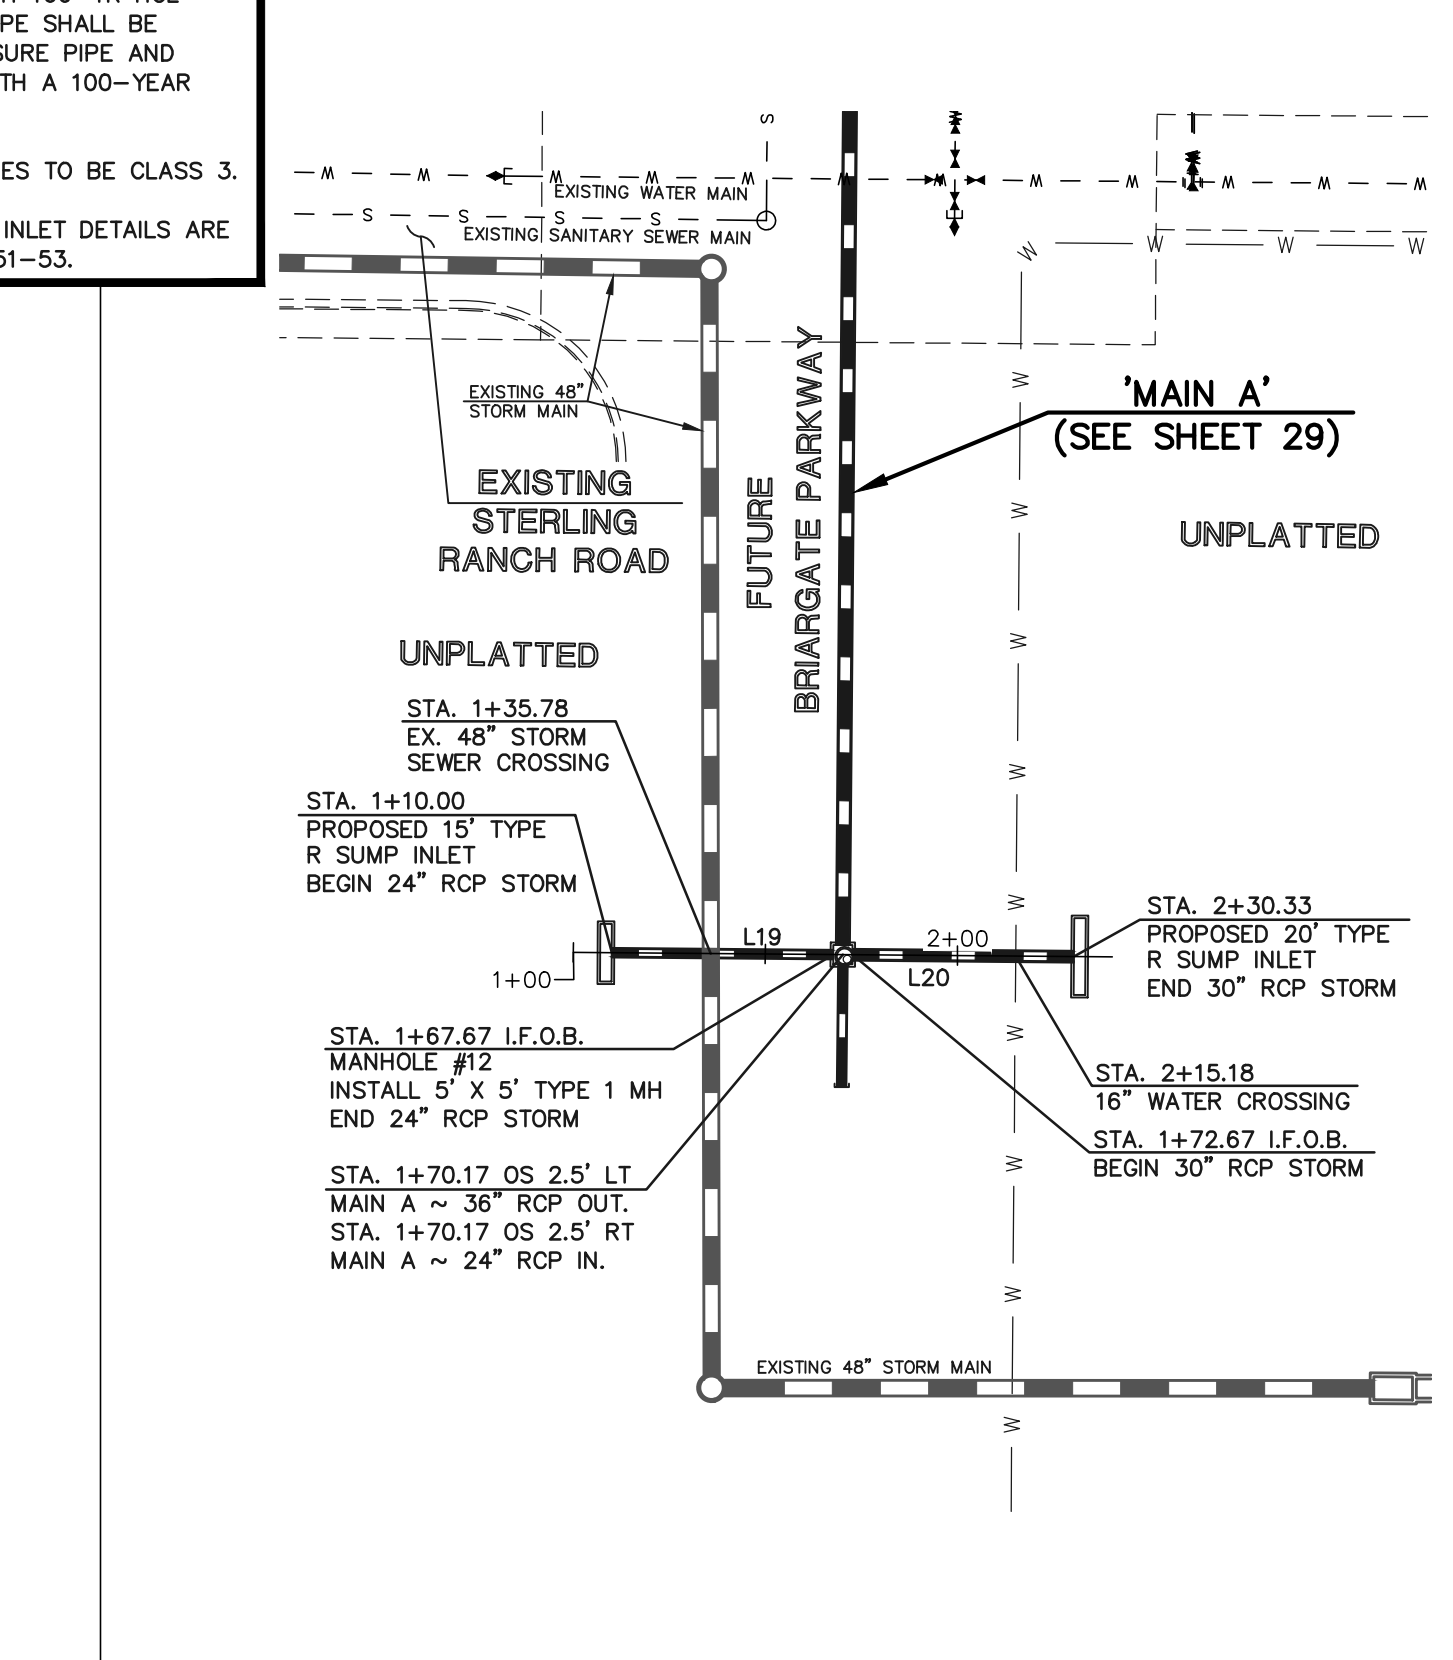 PE SHALL BE
SURE PIPE AND
TH A 100-YEAR
ES TO BE CLASS 3.
INLET DETAILS ARE
51-53.
S
W W W W W W W W W W W
EXISTING WATER MAIN
S S S S
EXISTING SANITARY SEWER MAIN
W W W W
EXISTING 48"
STORM MAIN
'MAIN A'
(SEE SHEET 29)
EXISTING
STERLING
RANCH ROAD
FUTURE
BRIARGATE PARKWAY
UNPLATTED
UNPLATTED
W
W
W
W
STA. 1+35.78
EX. 48" STORM
SEWER CROSSING
STA. 1+10.00
PROPOSED 15' TYPE
R SUMP INLET
BEGIN 24" RCP STORM
W
STA. 2+30.33
PROPOSED 20' TYPE
R SUMP INLET
END 30" RCP STORM
L19
2+00
1+00
L20
STA. 1+67.67 I.F.O.B.
MANHOLE #12
INSTALL 5' X 5' TYPE 1 MH
END 24" RCP STORM
W
STA. 2+15.18
16" WATER CROSSING
STA. 1+72.67 I.F.O.B.
BEGIN 30" RCP STORM
W
STA. 1+70.17 OS 2.5' LT
MAIN A ~ 36" RCP OUT.
STA. 1+70.17 OS 2.5' RT
MAIN A ~ 24" RCP IN.
W
EXISTING 48" STORM MAIN
W